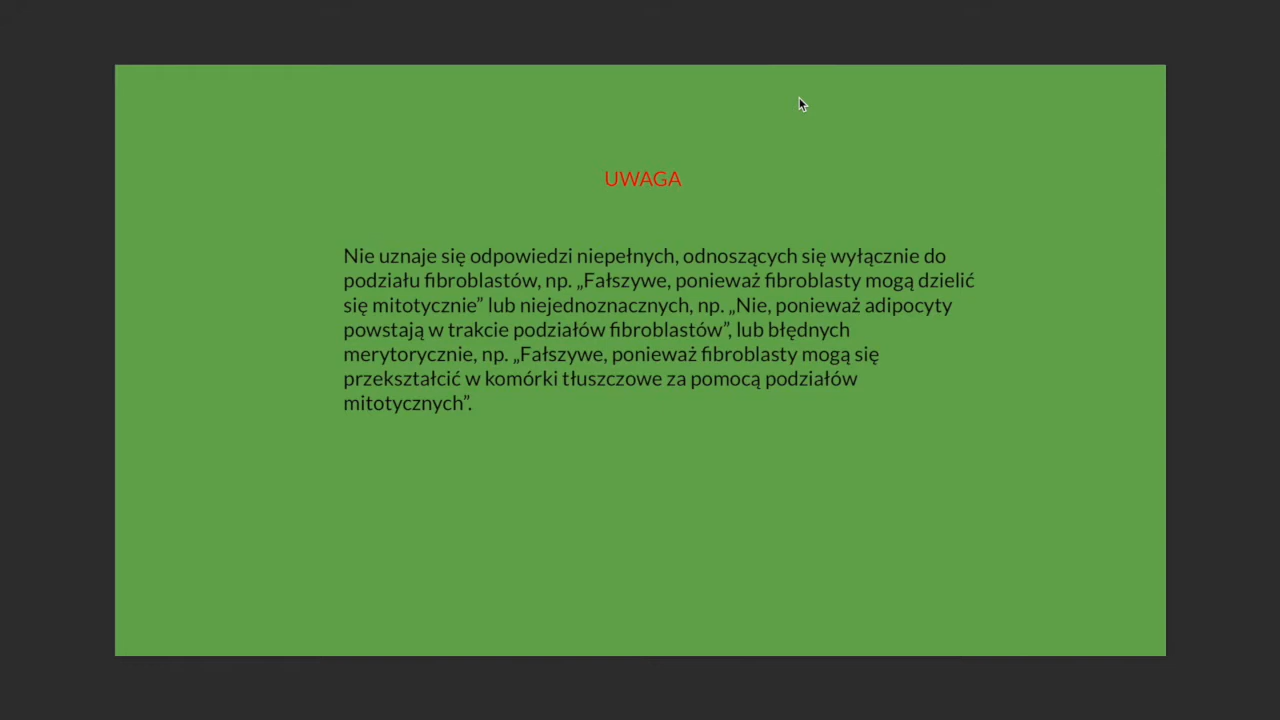 UWAGA
Nie uznaje się odpowiedzi niepełnych, odnoszących się wyłącznie do
podziału fibroblastów, np. „Fałszywe, ponieważ fibroblasty mogą dzielić
się mitotycznie” lub niejednoznacznych, np. „Nie, ponieważ adipocyty
powstają w trakcie podziałów fibroblastów”, lub błędnych
merytorycznie, np. „Fałszywe, ponieważ fibroblasty mogą się
przekształcić w komórki tłuszczowe za pomocą podziałów
mitotycznych”.